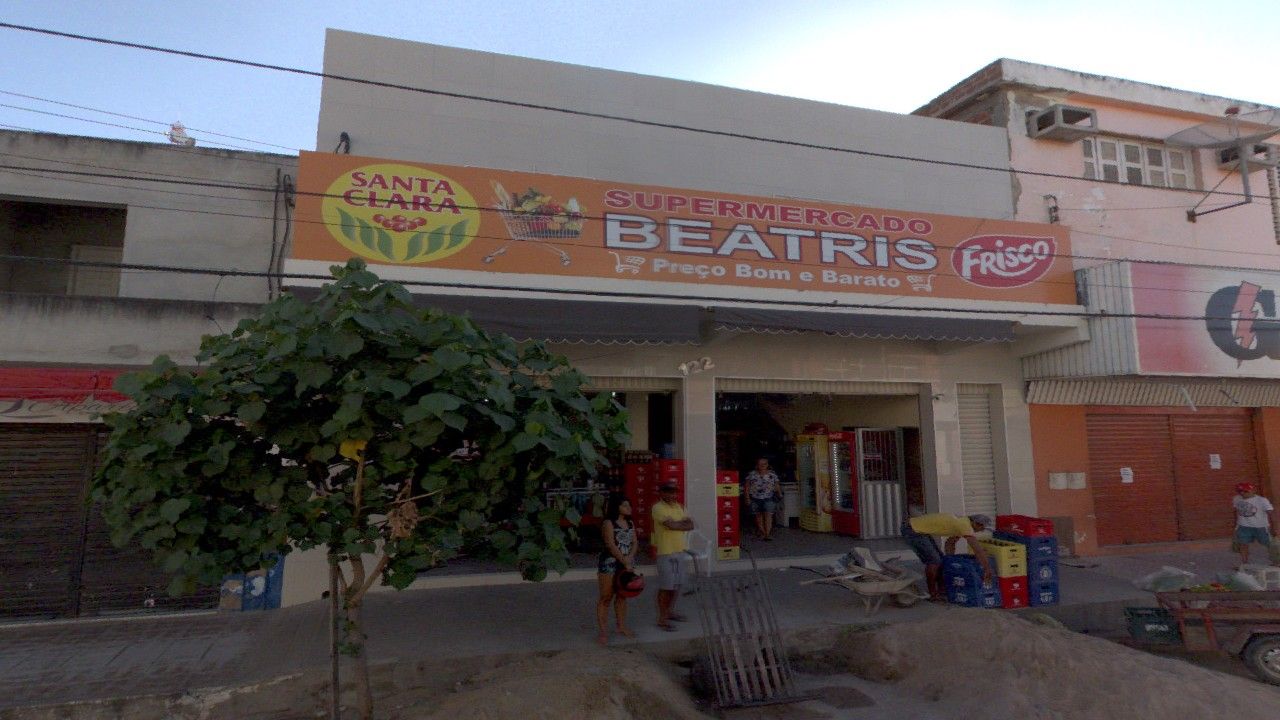 SANTA
CLARA
SUPERMERCADO
BEATRIS
Preço Bom e Barato
FRISCO
122
G